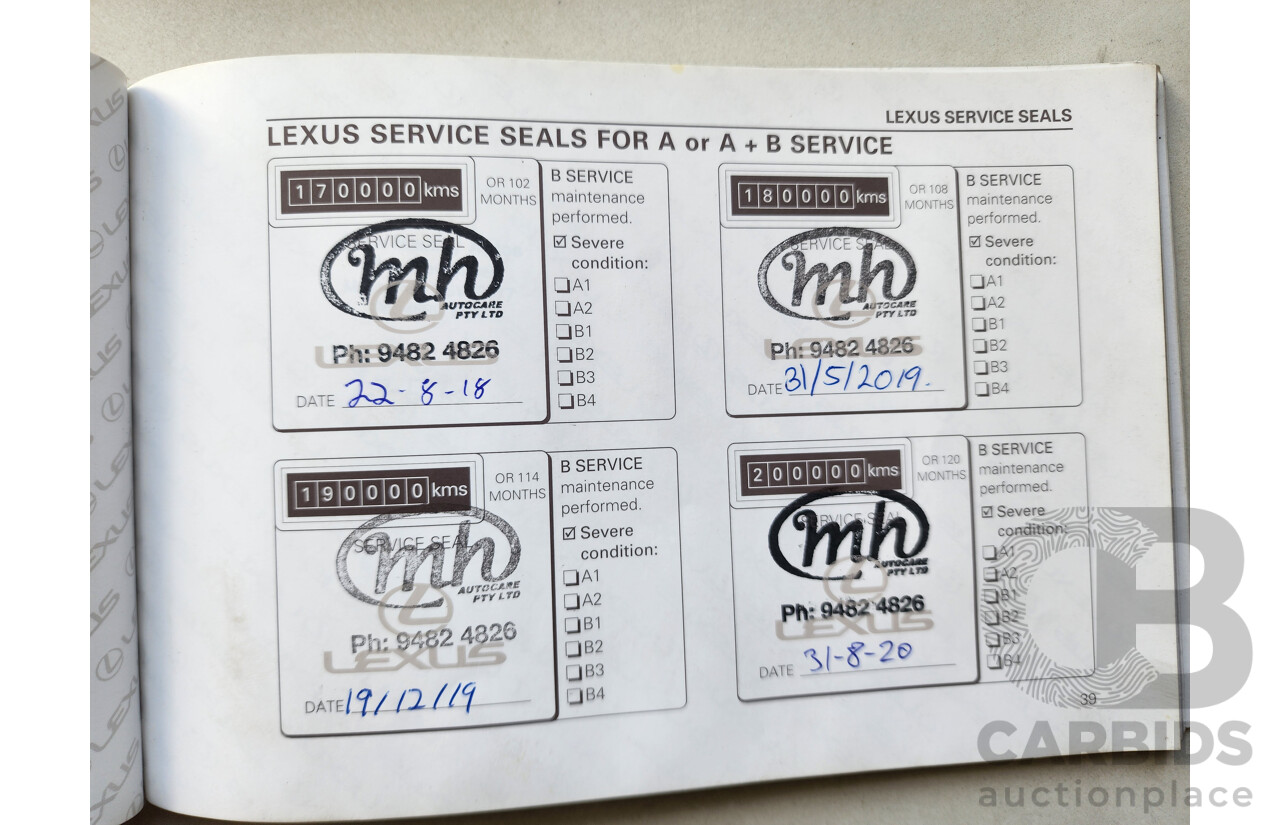 LEXUS SERVICE SEALS
LEXUS SERVICE SEALS FOR A or A + B SERVICE
170000 kms
OR 102
MONTHS
SERVICE SEAL
mh
AUTOCARE
PTY LTD
LEXUS
Ph: 9482 4826
DATE 22-8-18
B SERVICE
maintenance
performed.
☑ Severe
condition:
❏ A1
❏ A2
❏ B1
❏ B2
❏ B3
❏ B4
180000 kms
OR 108
MONTHS
SERVICE SEAL
mh
AUTOCARE
PTY LTD
LEXUS
Ph: 9482 4826
DATE 31/5/2019.
B SERVICE
maintenance
performed.
☑ Severe
condition:
❏ A1
❏ A2
❏ B1
❏ B2
❏ B3
❏ B4
190000 kms
OR 114
MONTHS
SERVICE SEAL
mh
AUTOCARE
PTY LTD
Ph: 9482 4826
LEXUS
DATE 19/12/19
B SERVICE
maintenance
performed.
☑ Severe
condition:
❏ A1
❏ A2
❏ B1
❏ B2
❏ B3
❏ B4
200000 kms
OR 120
MONTHS
SERVICE SEAL
mh
AUTOCARE
PTY LTD
Ph: 9482 4826
LEXUS
DATE 31-8-20
B SERVICE
maintenance
performed.
☑ Severe
condition:
❏ A1
❏ A2
❏ B1
❏ B2
❏ B3
❏ B4
39
CARBIDS
auctionplace